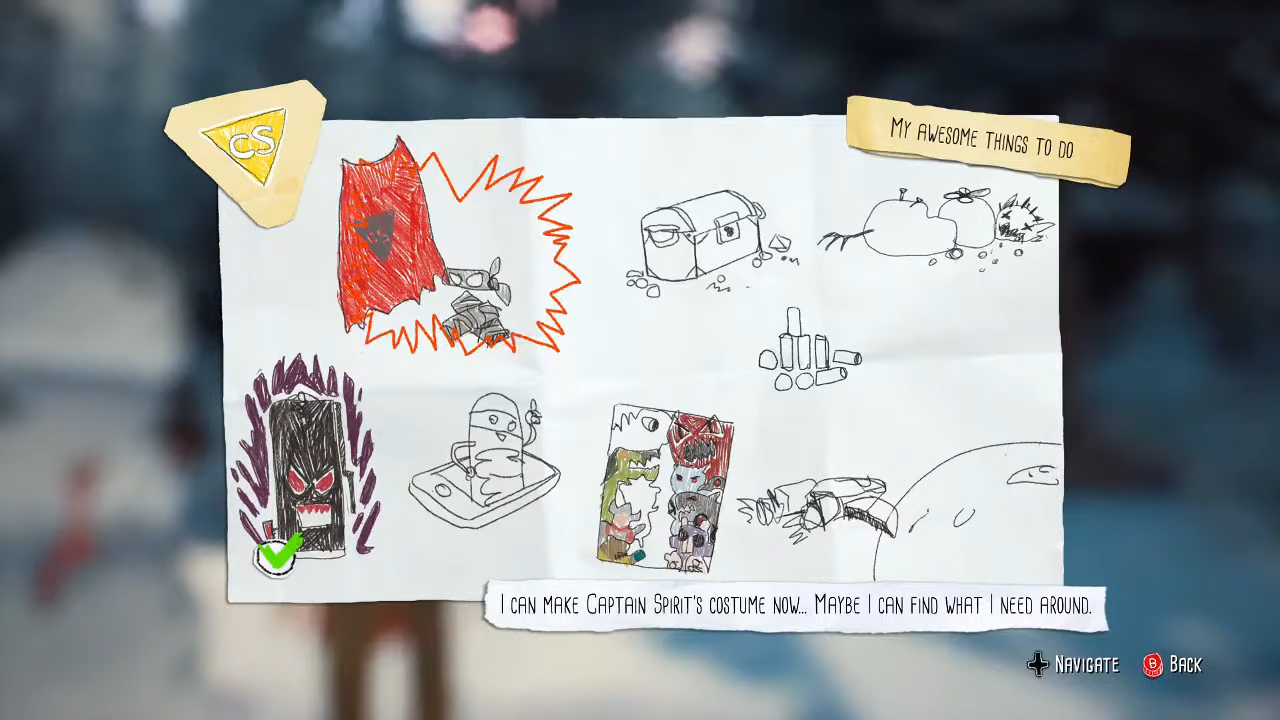 CS
My awesome things to do
I can make Captain Spirit's costume now... Maybe I can find what I need around.
Navigate
B Back